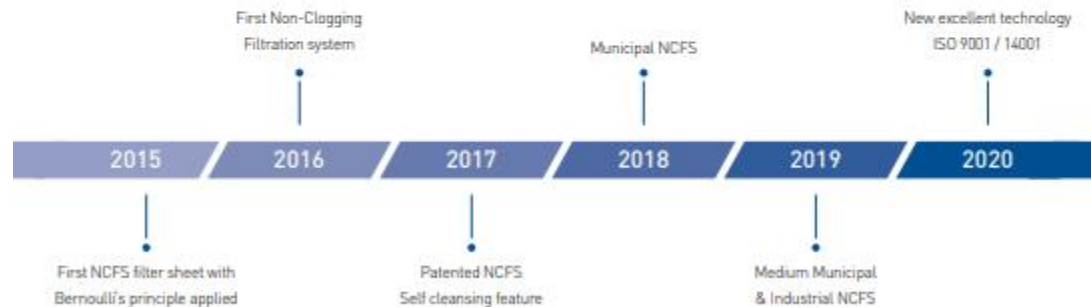 First Non-Clogging
Filtration system
Municipal NCFS
New excellent technology
ISO 9001 / 14001
2015
2016
2017
2018
2019
2020
First NCFS filter sheet with
Bernoulli's principle applied
Patented NCFS
Self cleansing feature
Medium Municipal
& Industrial NCFS